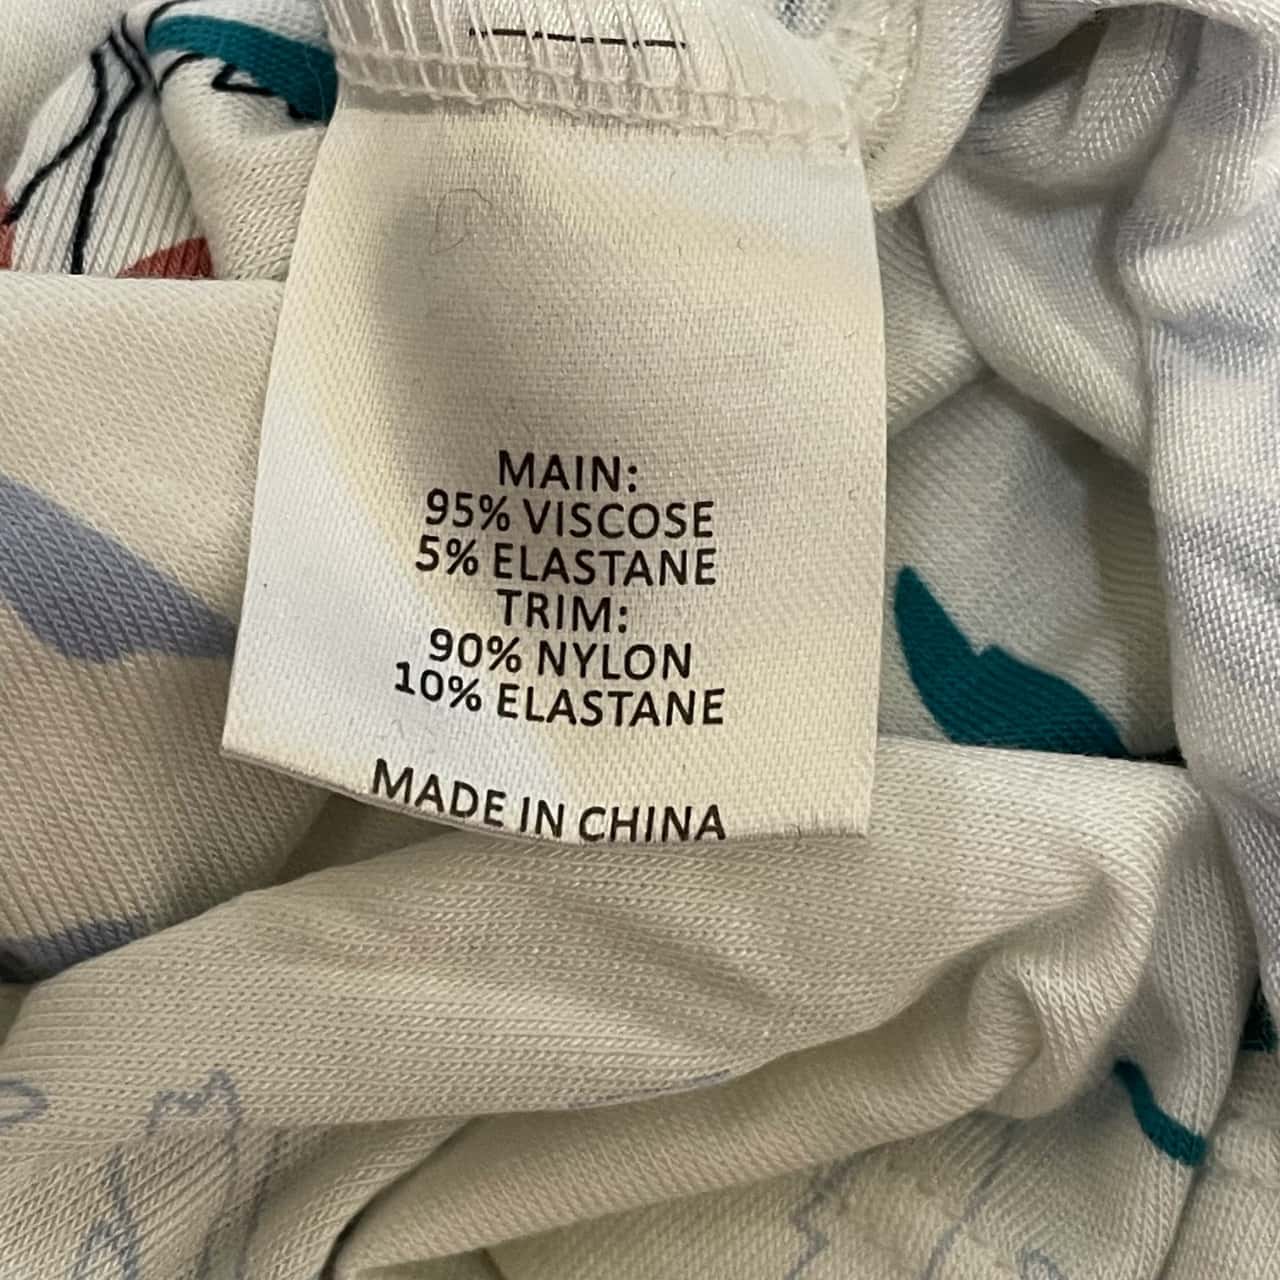 MAIN:
95% VISCOSE
5% ELASTANE
TRIM:
90% NYLON
10% ELASTANE
MADE IN CHINA